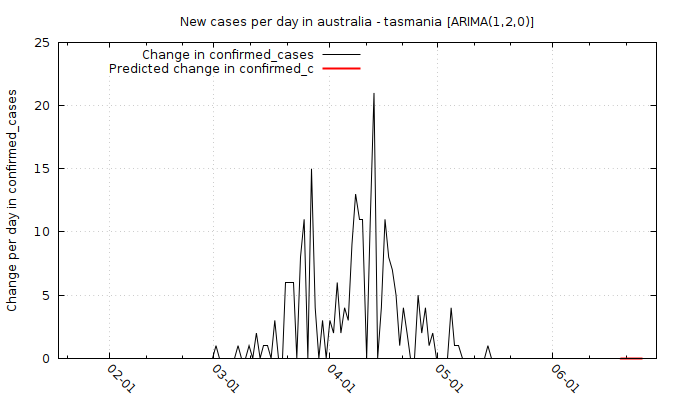 New cases per day in australia - tasmania [ARIMA(1,2,0)]
Change in confirmed_cases
Predicted change in confirmed_c
Change per day in confirmed_cases
25
20
15
10
5
0
02-01
03-01
04-01
05-01
06-01